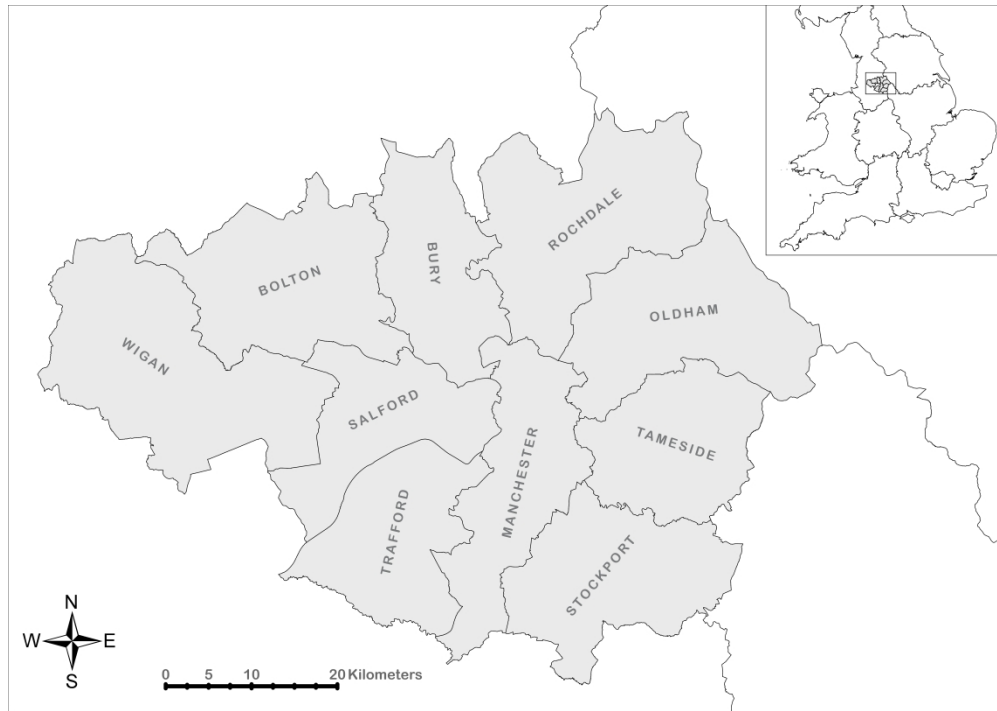 ROCHDALE
BURY
BOLTON
OLDHAM
WIGAN
SALFORD
TAMESIDE
MANCHESTER
TRAFFORD
STOCKPORT
N
W E
S
0 5 10 20 Kilometers